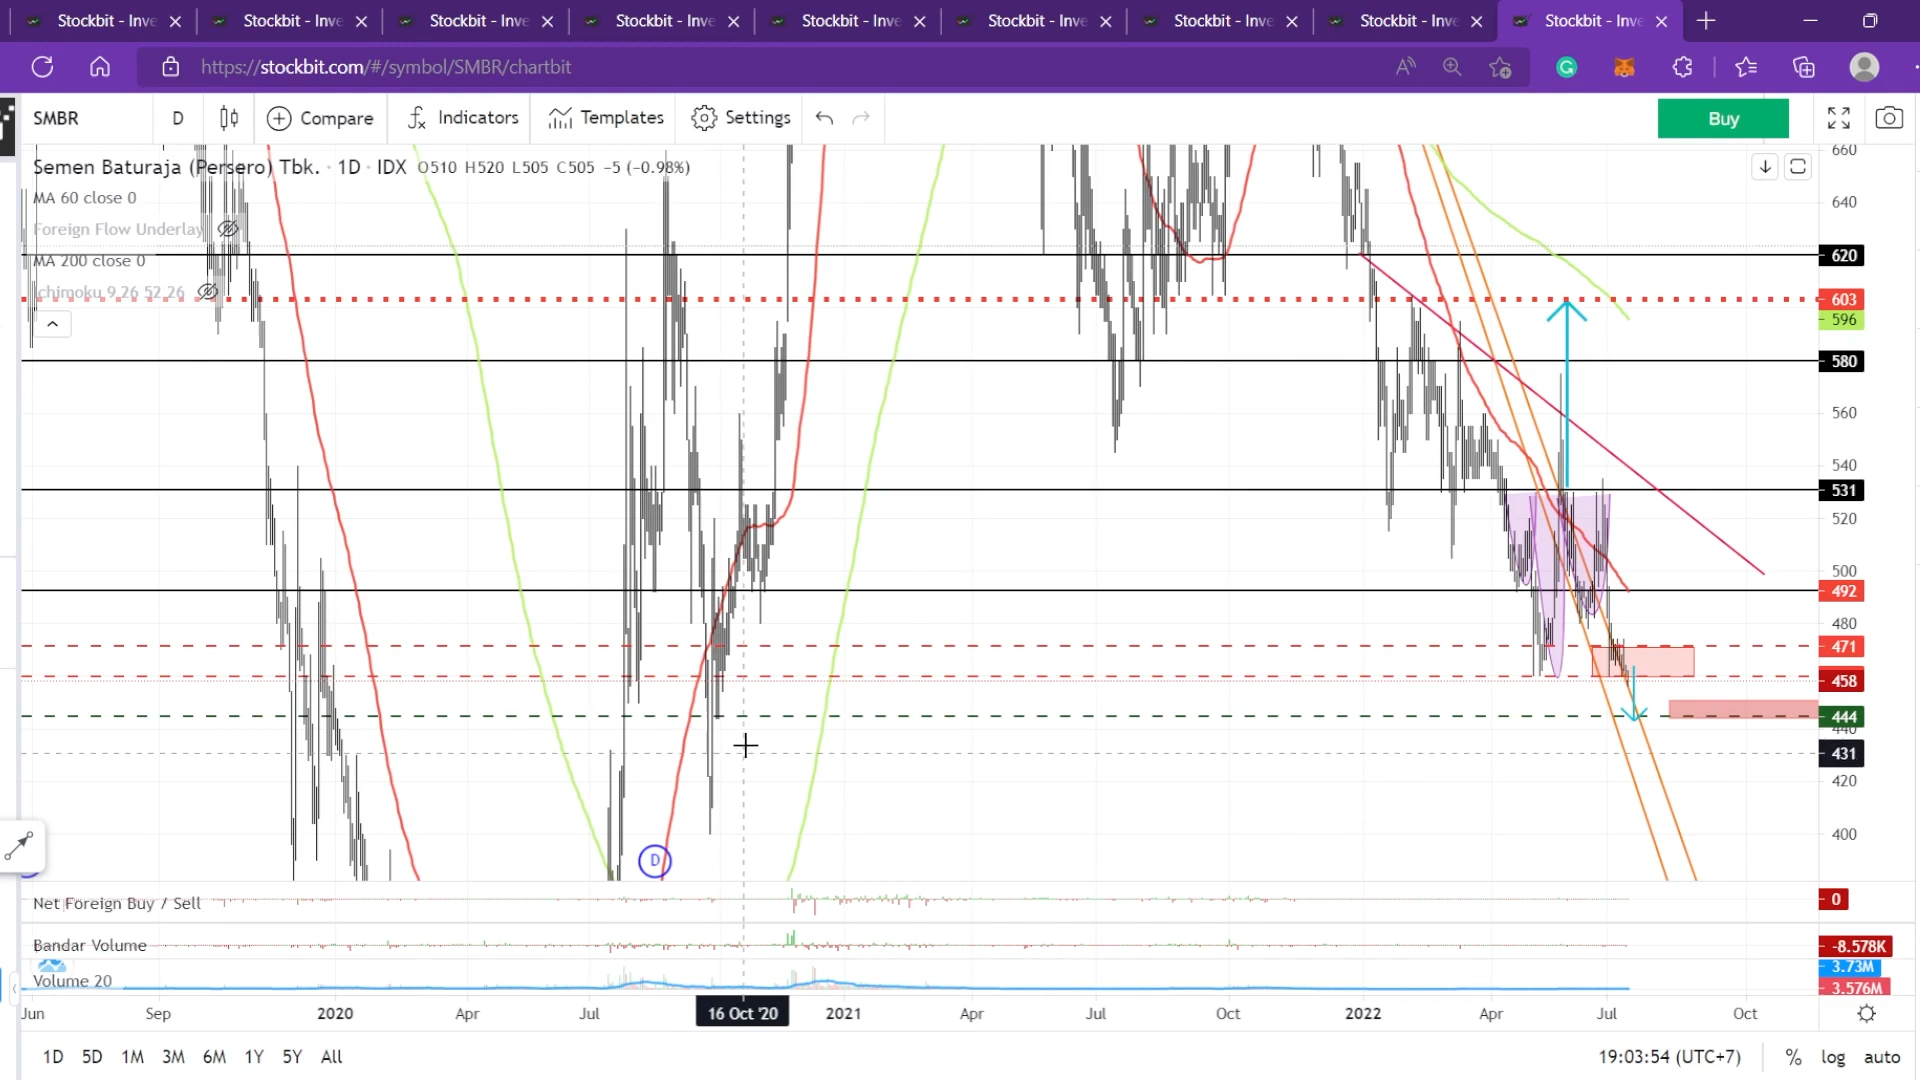 Stockbit - Inve Stockbit - Inve Stockbit - Inve Stockbit - Inve Stockbit - Inve Stockbit - Inve Stockbit - Inve Stockbit - Inve Stockbit - Inve
https://stockbit.com/#/symbol/SMBR/chartbit
SMBR D Compare Indicators Templates Settings Buy
Semen Baturaja (Persero) Tbk. · 1D · IDX O510 H520 L505 C505 −5 (−0.98%)
MA 60 close 0
Foreign Flow Underlay
MA 200 close 0
Ichimoku 9 26 52 26
660
640
620
603
596
580
560
540
531
520
500
492
480
471
458
444
440
431
420
400
D
Net Foreign Buy / Sell
0
Bandar Volume
-8.578K
Volume 20
3.73M
3.576M
Jun Sep 2020 Apr Jul 16 Oct '20 2021 Apr Jul Oct 2022 Apr Jul Oct
1D 5D 1M 3M 6M 1Y 5Y All 19:03:54 (UTC+7) % log auto